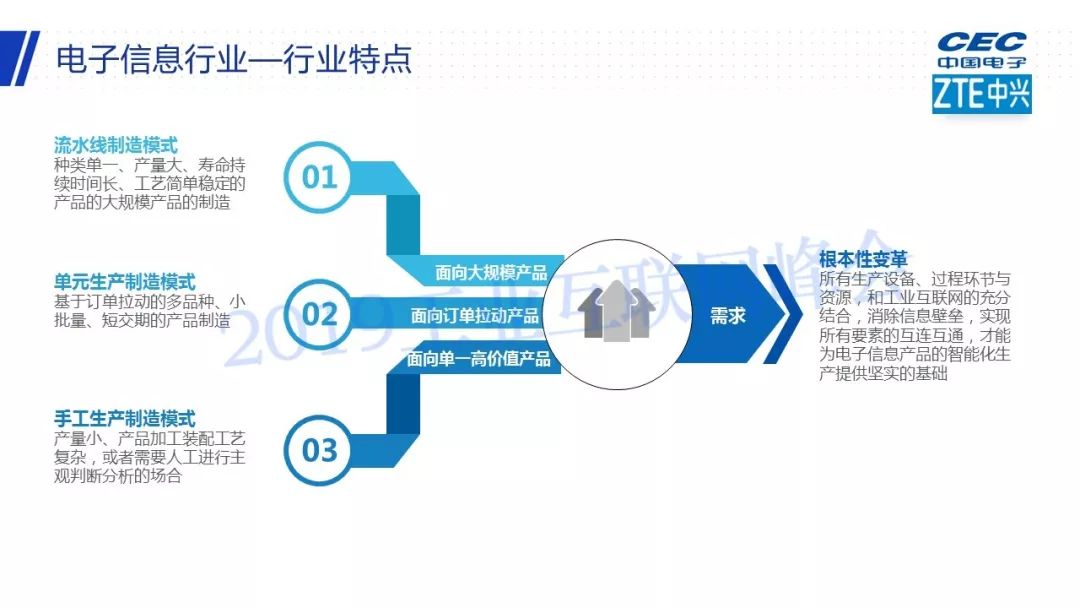 电子信息行业—行业特点
CEC
中国电子
ZTE中兴
流水线制造模式
种类单一、产量大、寿命持
续时间长、工艺简单稳定的
产品的大规模产品的制造
01
面向大规模产品
单元生产制造模式
基于订单拉动的多品种、小
批量、短交期的产品制造
02
面向订单拉动产品
手工生产制造模式
产量小、产品加工装配工艺
复杂，或者需要人工进行主
观判断分析的场合
03
面向单一高价值产品
需求
根本性变革
所有生产设备、过程环节与
资源，和工业互联网的充分
结合，消除信息壁垒，实现
所有要素的互连互通，才能
为电子信息产品的智能化生
产提供坚实的基础
2019工业互联网峰会